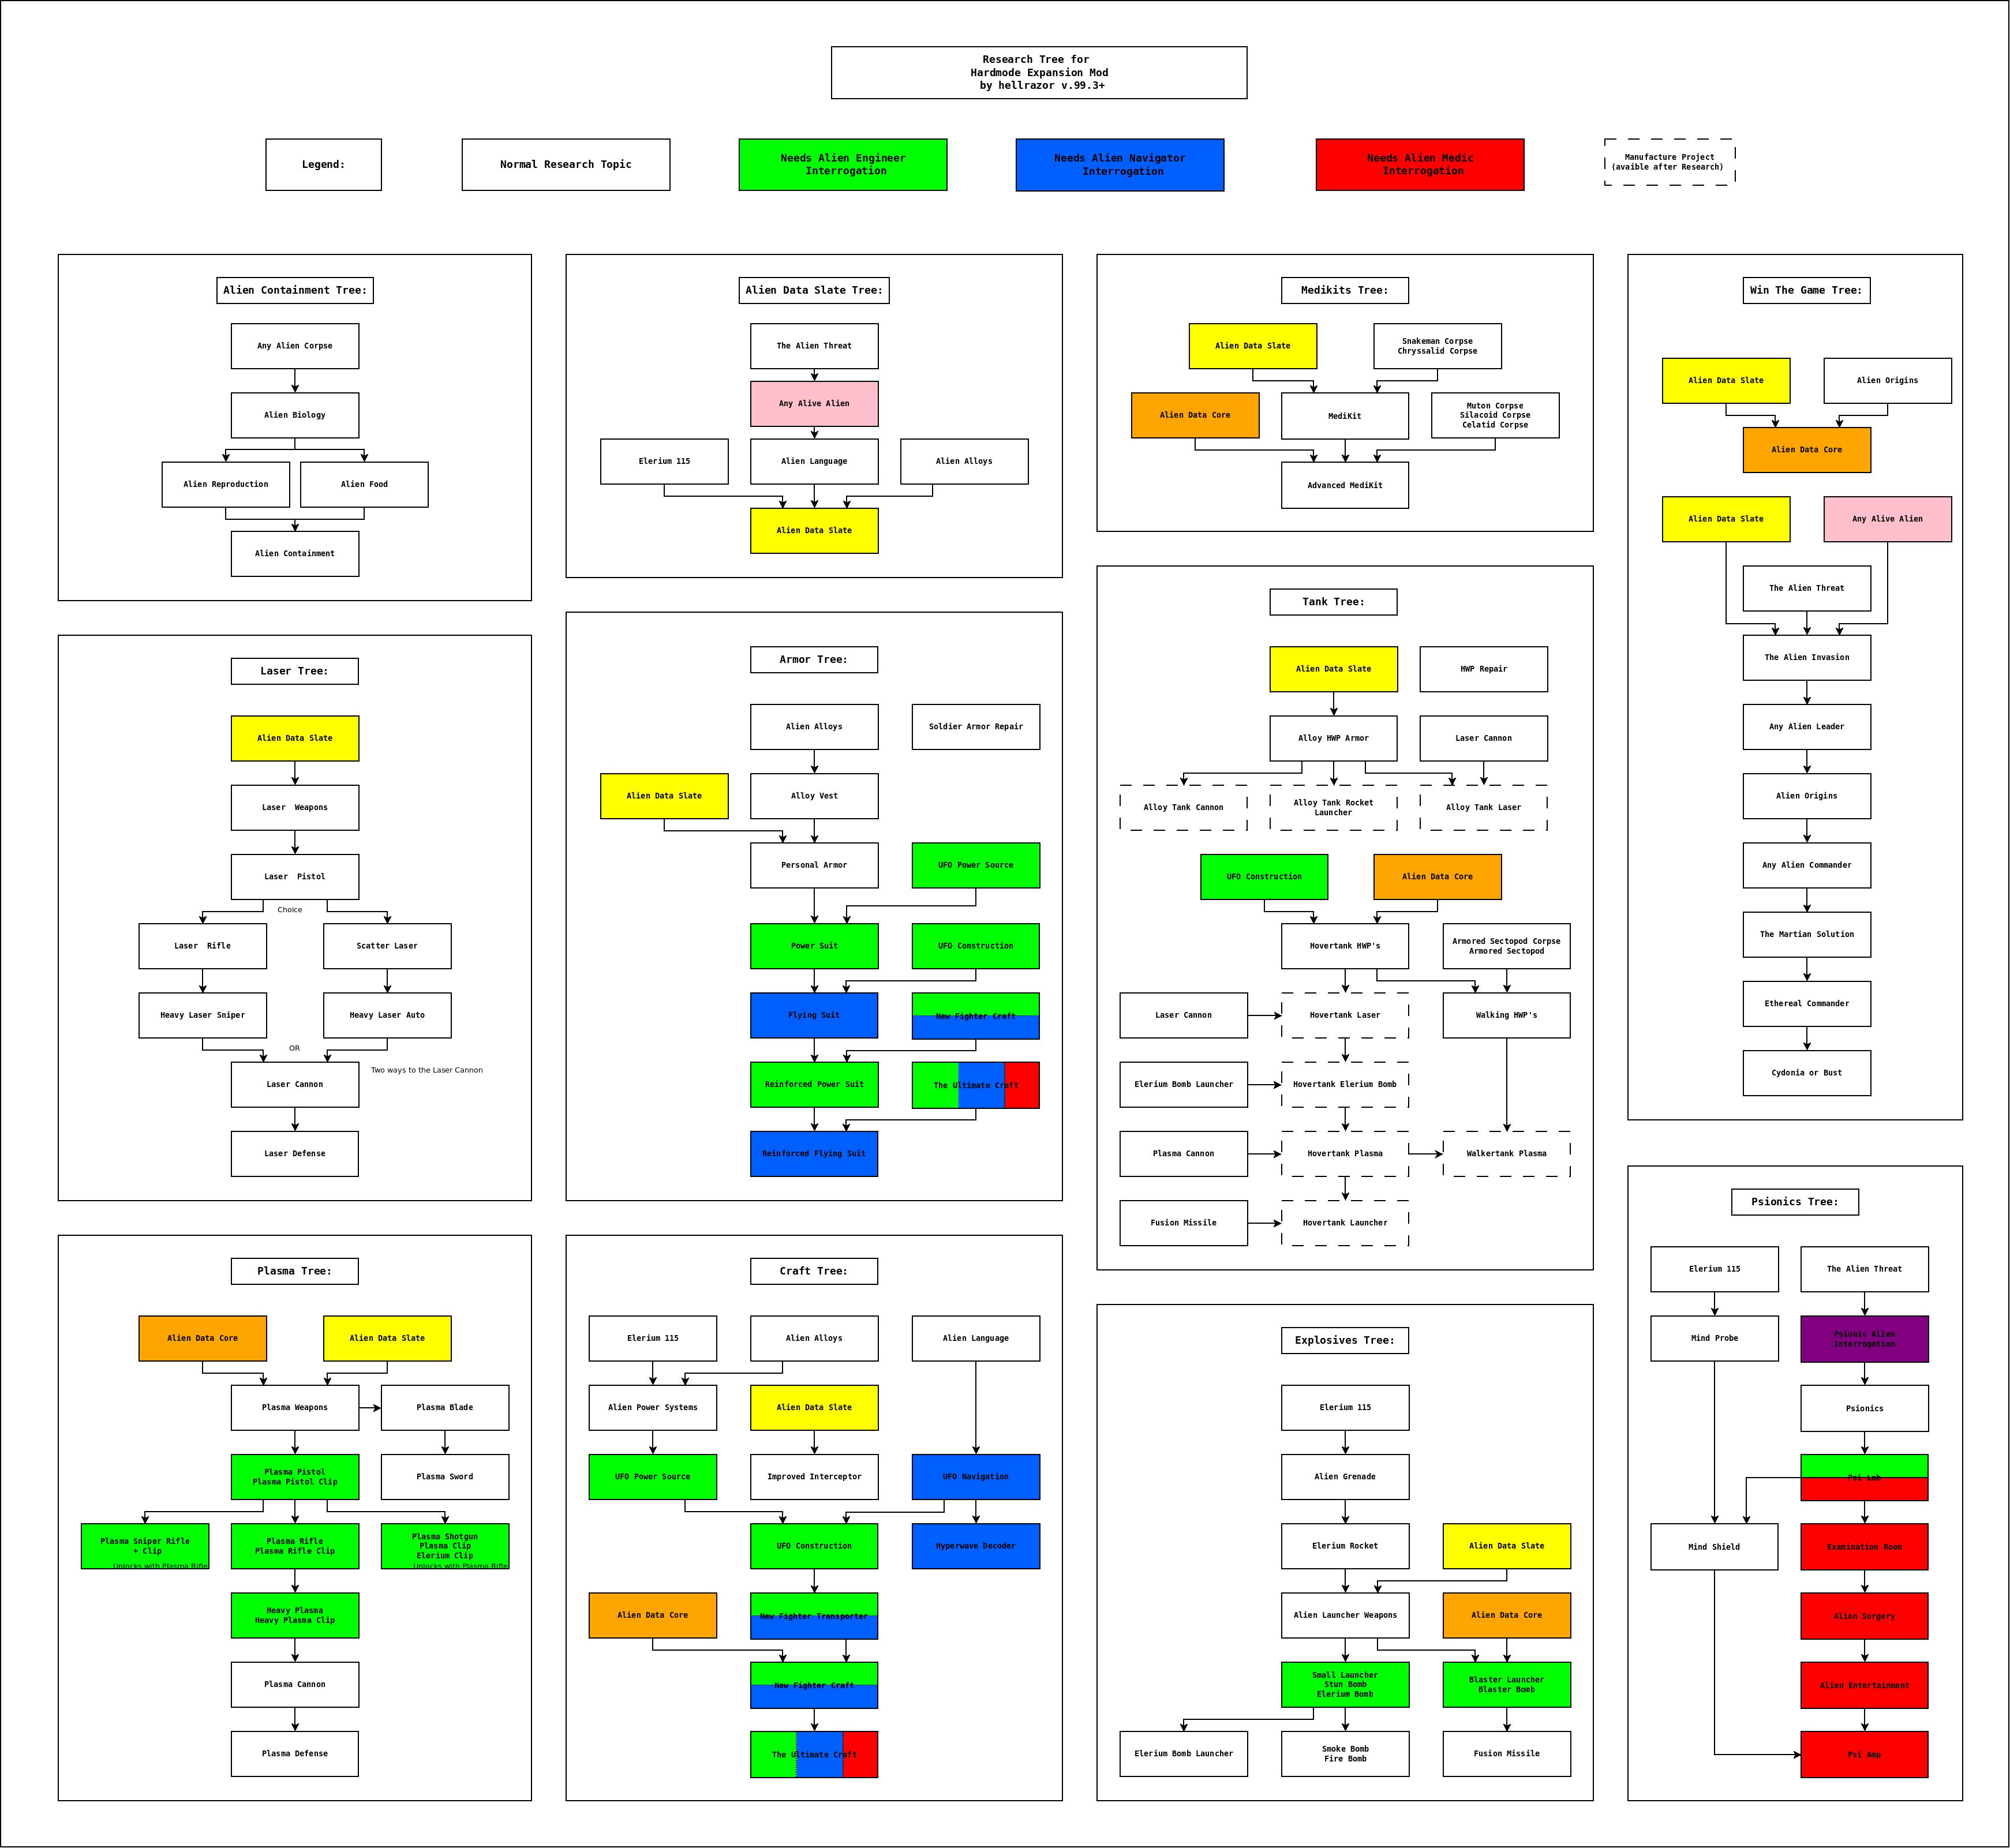 Research Tree for
Hardmode Expansion Mod
by hellrazor v.99.3+
Legend:
Normal Research Topic
Needs Alien Engineer
Interrogation
Needs Alien Navigator
Interrogation
Needs Alien Medic
Interrogation
Manufacture Project
(avaible after Research)
Alien Containment Tree:
Any Alien Corpse
Alien Biology
Alien Reproduction
Alien Food
Alien Containment
Laser Tree:
Alien Data Slate
Laser Weapons
Laser Pistol
Choice
Laser Rifle
Scatter Laser
Heavy Laser Sniper
Heavy Laser Auto
OR
Laser Cannon
Two ways to the Laser Cannon
Laser Defense
Plasma Tree:
Alien Data Core
Alien Data Slate
Plasma Weapons
Plasma Blade
Plasma Pistol
Plasma Pistol Clip
Plasma Sword
Plasma Sniper Rifle
+ Clip
Unlocks with Plasma Rifle
Plasma Rifle
Plasma Rifle Clip
Plasma Shotgun
Plasma Clip
Elerium Clip
Unlocks with Plasma Rifle
Heavy Plasma
Heavy Plasma Clip
Plasma Cannon
Plasma Defense
Alien Data Slate Tree:
The Alien Threat
Any Alive Alien
Elerium 115
Alien Language
Alien Alloys
Alien Data Slate
Armor Tree:
Alien Alloys
Soldier Armor Repair
Alien Data Slate
Alloy Vest
Personal Armor
UFO Power Source
Power Suit
UFO Construction
Flying Suit
New Fighter Craft
Reinforced Power Suit
The Ultimate Craft
Reinforced Flying Suit
Craft Tree:
Elerium 115
Alien Alloys
Alien Language
Alien Power Systems
Alien Data Slate
UFO Power Source
Improved Interceptor
UFO Navigation
UFO Construction
Hyperwave Decoder
Alien Data Core
New Fighter Transporter
New Fighter Craft
The Ultimate Craft
Medikits Tree:
Alien Data Slate
Snakeman Corpse
Chryssalid Corpse
Alien Data Core
MediKit
Muton Corpse
Silacoid Corpse
Celatid Corpse
Advanced MediKit
Tank Tree:
Alien Data Slate
HWP Repair
Alloy HWP Armor
Laser Cannon
Alloy Tank Cannon
Alloy Tank Rocket
Launcher
Alloy Tank Laser
UFO Construction
Alien Data Core
Hovertank HWP's
Armored Sectopod Corpse
Armored Sectopod
Laser Cannon
Hovertank Laser
Walking HWP's
Elerium Bomb Launcher
Hovertank Elerium Bomb
Plasma Cannon
Hovertank Plasma
Walkertank Plasma
Fusion Missile
Hovertank Launcher
Explosives Tree:
Elerium 115
Alien Grenade
Elerium Rocket
Alien Data Slate
Alien Launcher Weapons
Alien Data Core
Small Launcher
Stun Bomb
Elerium Bomb
Blaster Launcher
Blaster Bomb
Elerium Bomb Launcher
Smoke Bomb
Fire Bomb
Fusion Missile
Win The Game Tree:
Alien Data Slate
Alien Origins
Alien Data Core
Alien Data Slate
Any Alive Alien
The Alien Threat
The Alien Invasion
Any Alien Leader
Alien Origins
Any Alien Commander
The Martian Solution
Ethereal Commander
Cydonia or Bust
Psionics Tree:
Elerium 115
The Alien Threat
Mind Probe
Psionic Alien
Interrogation
Psionics
Psi Lab
Mind Shield
Examination Room
Alien Surgery
Alien Entertainment
Psi Amp